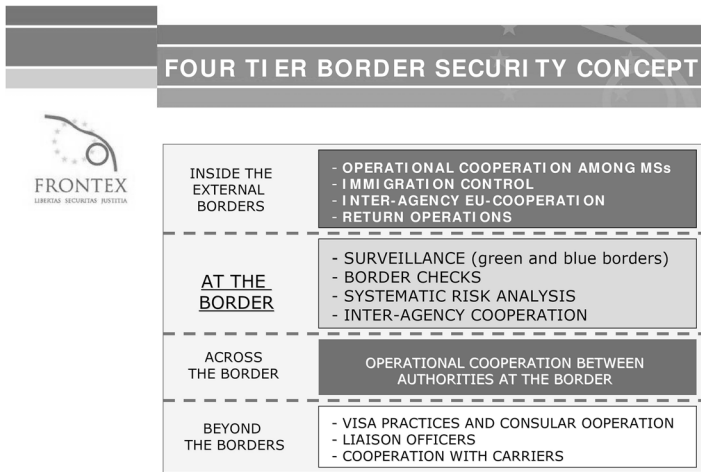 FOUR TIER BORDER SECURITY CONCEPT
FRONTEX
LIBERTAS SECURITAS JUSTITIA
INSIDE THE
EXTERNAL
BORDERS
- OPERATIONAL COOPERATION AMONG MSs
- IMMIGRATION CONTROL
- INTER-AGENCY EU-COOPERATION
- RETURN OPERATIONS
AT THE
BORDER
- SURVEILLANCE (green and blue borders)
- BORDER CHECKS
- SYSTEMATIC RISK ANALYSIS
- INTER-AGENCY COOPERATION
ACROSS
THE BORDER
OPERATIONAL COOPERATION BETWEEN
AUTHORITIES AT THE BORDER
BEYOND
THE BORDERS
- VISA PRACTICES AND CONSULAR OOPERATION
- LIAISON OFFICERS
- COOPERATION WITH CARRIERS